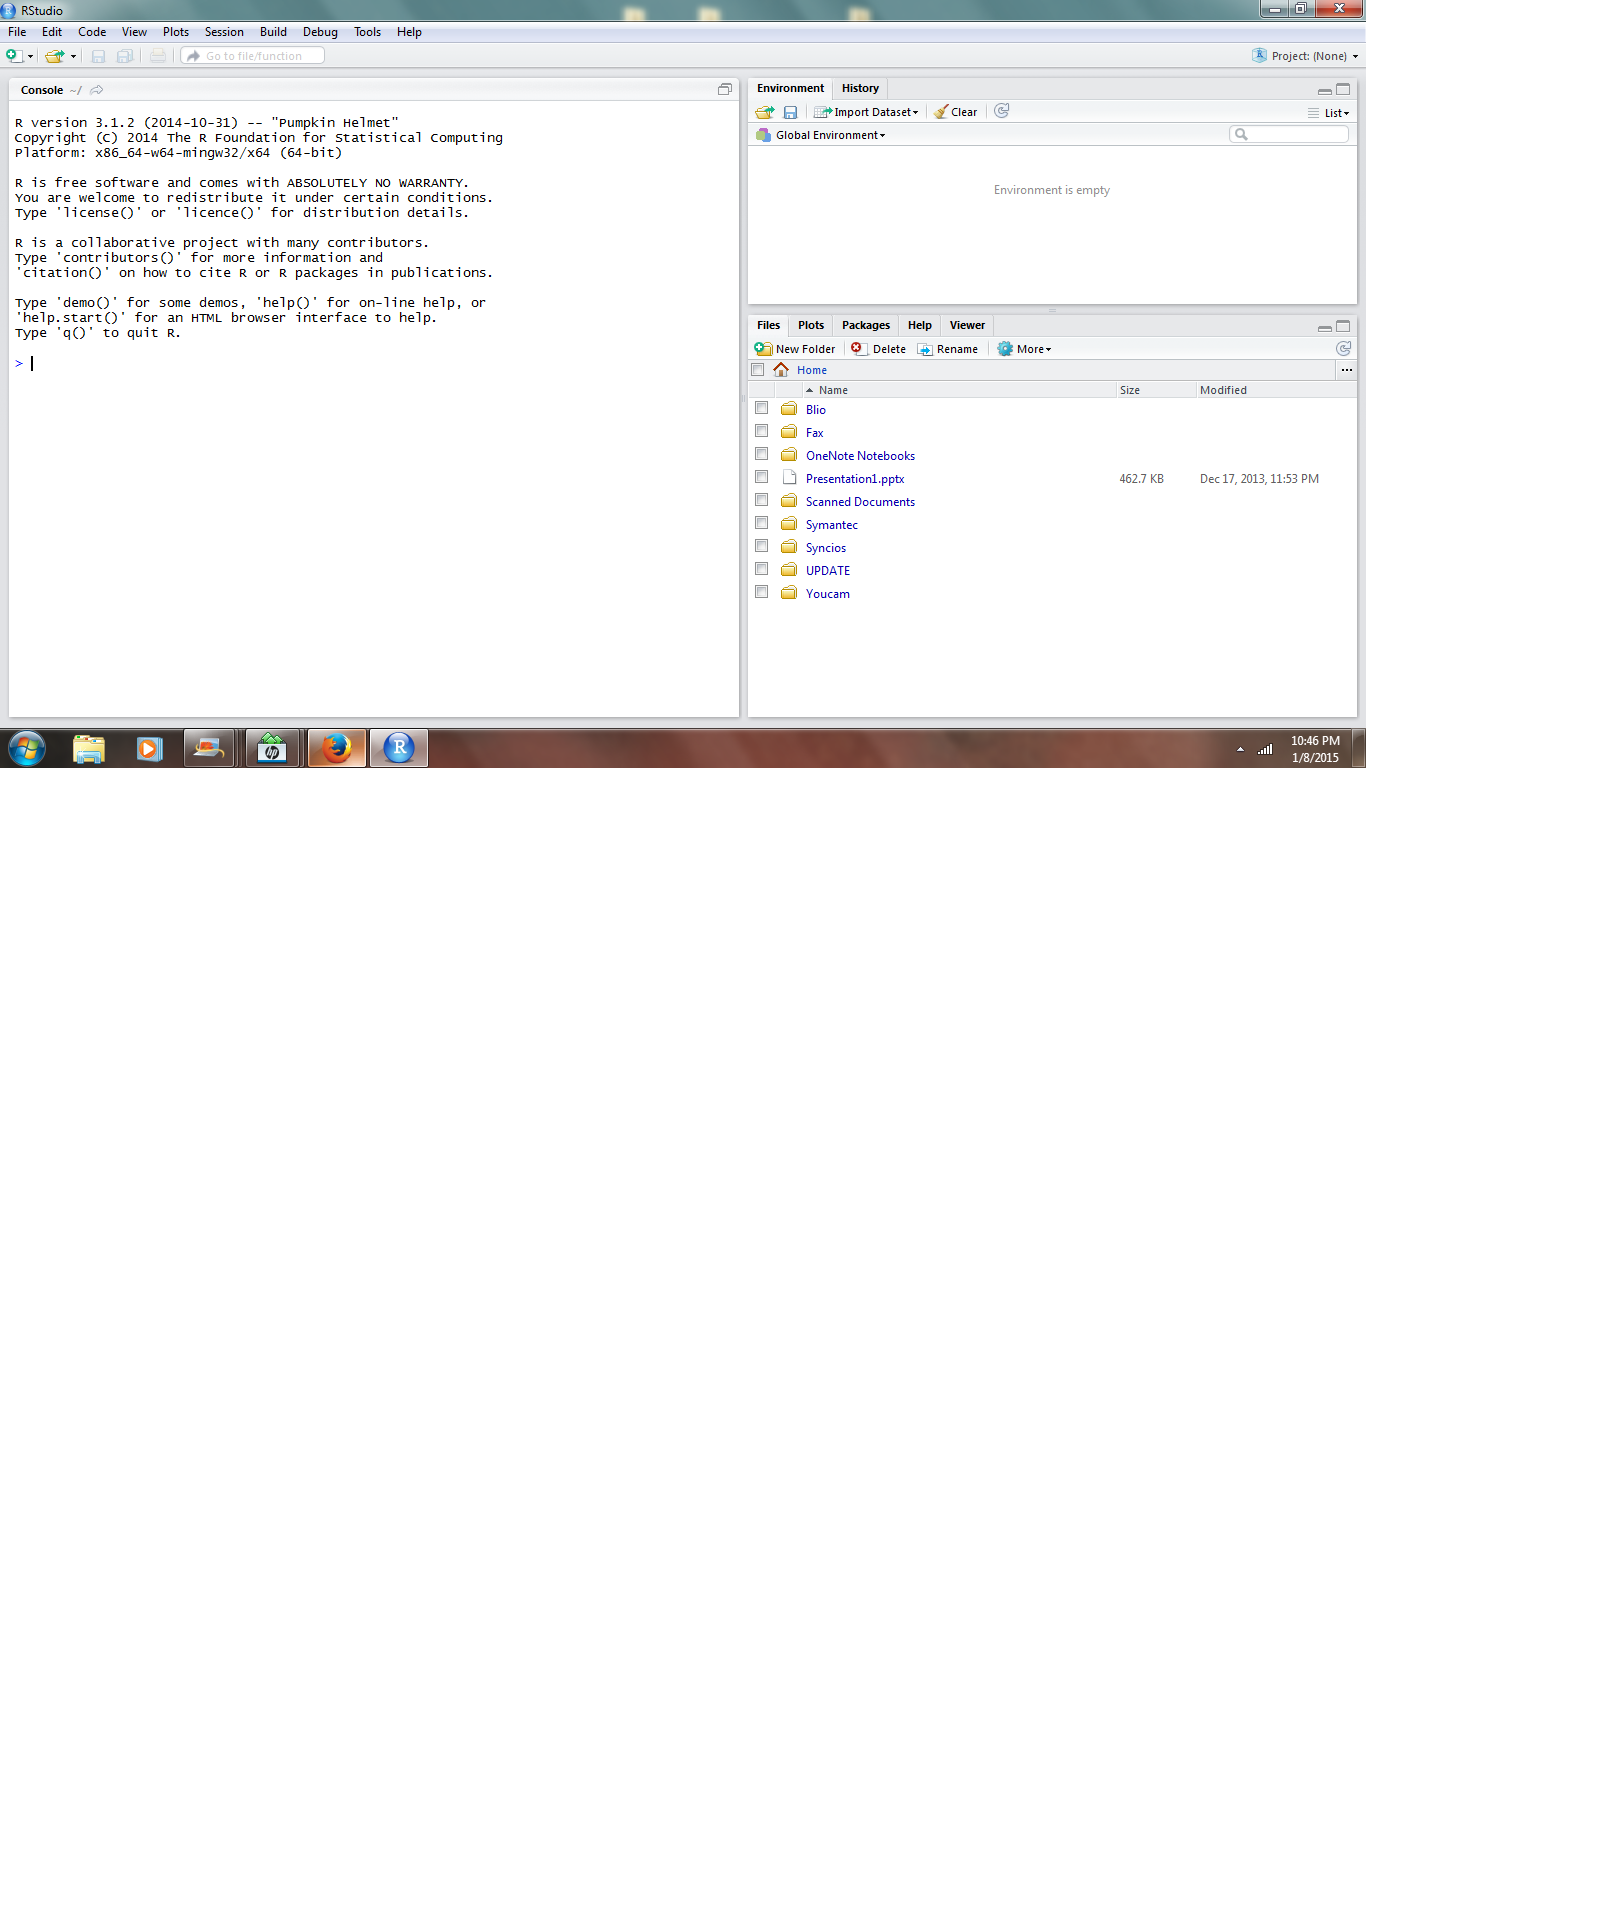 RStudio
File Edit Code View Plots Session Build Debug Tools Help
Go to file/function
Project: (None)
Console ~/
R version 3.1.2 (2014-10-31) -- "Pumpkin Helmet"
Copyright (C) 2014 The R Foundation for Statistical Computing
Platform: x86_64-w64-mingw32/x64 (64-bit)
R is free software and comes with ABSOLUTELY NO WARRANTY.
You are welcome to redistribute it under certain conditions.
Type 'license()' or 'licence()' for distribution details.
R is a collaborative project with many contributors.
Type 'contributors()' for more information and
'citation()' on how to cite R or R packages in publications.
Type 'demo()' for some demos, 'help()' for on-line help, or
'help.start()' for an HTML browser interface to help.
Type 'q()' to quit R.
>
Environment History
Import Dataset Clear List
Global Environment
Environment is empty
Files Plots Packages Help Viewer
New Folder Delete Rename More
Home ...
Name Size Modified
Blio
Fax
OneNote Notebooks
Presentation1.pptx 462.7 KB Dec 17, 2013, 11:53 PM
Scanned Documents
Symantec
Syncios
UPDATE
Youcam
hp
R
10:46 PM
1/8/2015